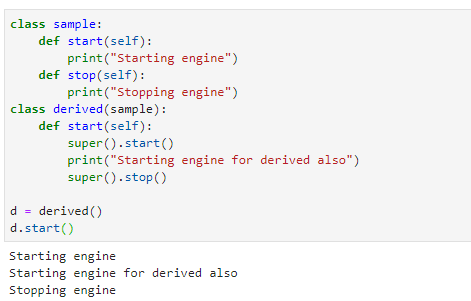 class sample:
    def start(self):
        print("Starting engine")
    def stop(self):
        print("Stopping engine")
class derived(sample):
    def start(self):
        super().start()
        print("Starting engine for derived also")
        super().stop()

d = derived()
d.start()
Starting engine
Starting engine for derived also
Stopping engine